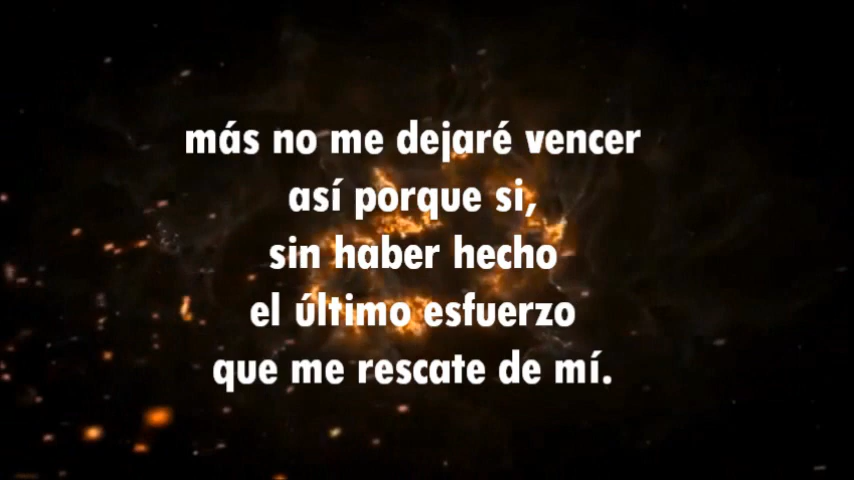 más no me dejaré vencer
así porque si,
sin haber hecho
el último esfuerzo
que me rescate de mí.